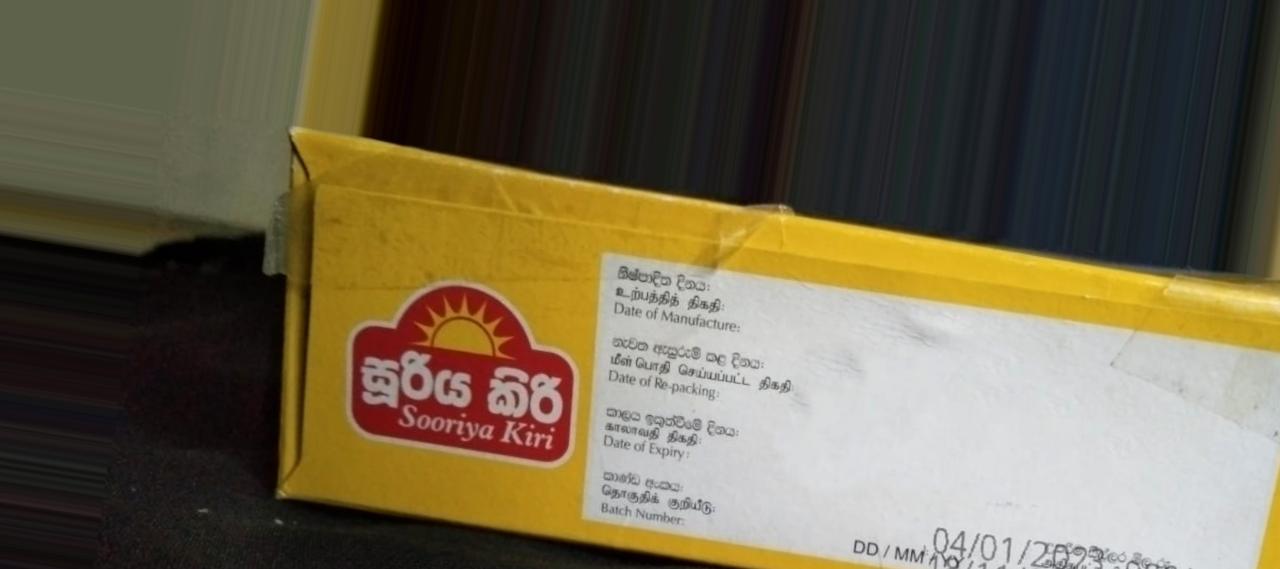 සූරිය කිරි
Sooriya Kiri
නිෂ්පාදිත දිනය:
உற்பத்தித் திகதி:
Date of Manufacture:
නැවත ඇසුරුම් කළ දිනය:
மீள் பொதி செய்யப்பட்ட திகதி:
Date of Re-packing:
කාලය ඉකුත්වීමේ දිනය:
காலாவதி திகதி:
Date of Expiry:
කාණ්ඩ අංකය:
தொகுதிக் குறியீடு:
Batch Number:
DD / MM
04/01/2023